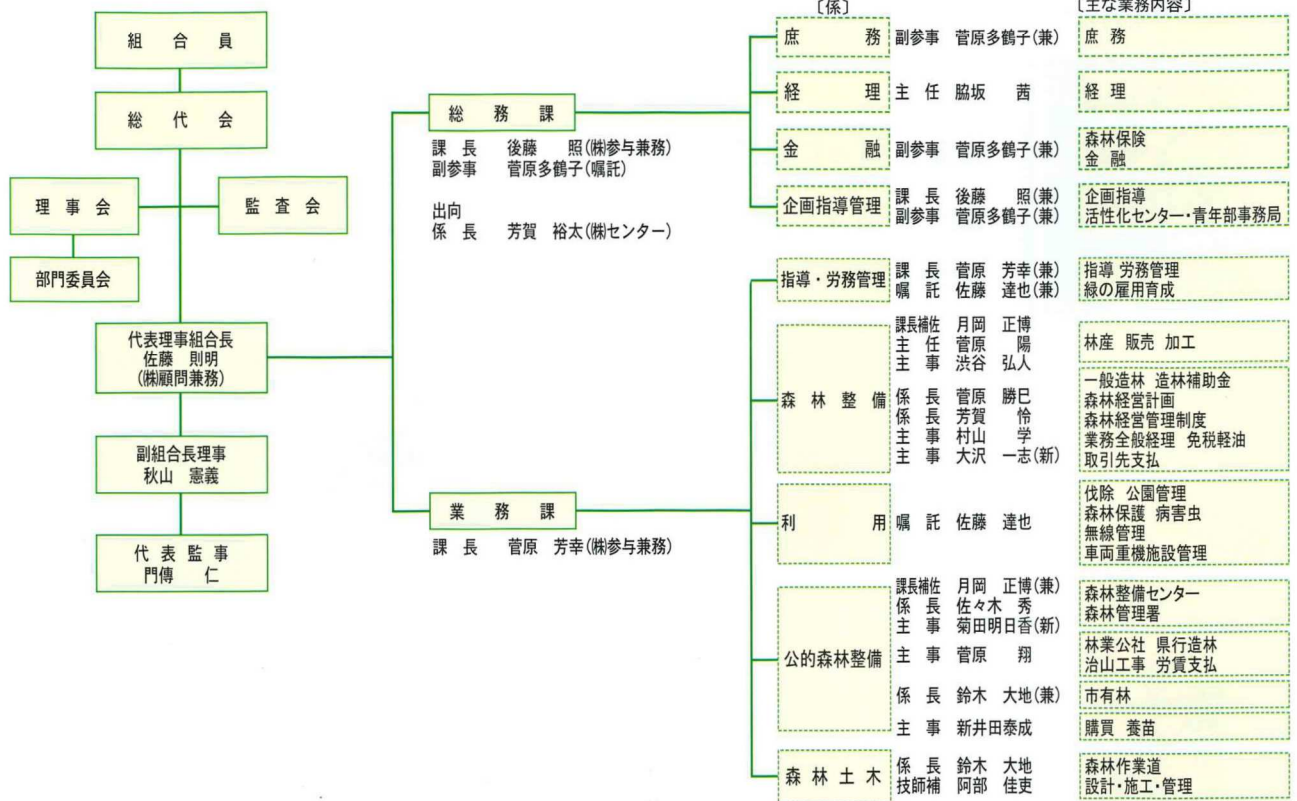 組合員
総代会
理事会
監査会
部門委員会
代表理事組合長
佐藤 則明
(㈱顧問兼務)
副組合長理事
秋山 憲義
代表監事
門傳 仁
総務課
課長 後藤 照(㈱参与兼務)
副参事 菅原多鶴子(嘱託)
出向
係長 芳賀 裕太(㈱センター)
業務課
課長 菅原 芳幸(㈱参与兼務)
〔係〕
〔主な業務内容〕
庶務 副参事 菅原多鶴子(兼) 庶務
経理 主任 脇坂 茜 経理
金融 副参事 菅原多鶴子(兼) 森林保険
金融
企画指導管理 課長 後藤 照(兼) 企画指導
副参事 菅原多鶴子(兼) 活性化センター・青年部事務局
指導・労務管理 課長 菅原 芳幸(兼) 指導 労務管理
嘱託 佐藤 達也(兼) 緑の雇用育成
森林整備
課長補佐 月岡 正博
主任 菅原 陽
主事 渋谷 弘人
林産 販売 加工
係長 菅原 勝巳
係長 芳賀 怜
主事 村山 学
主事 大沢 一志(新)
一般造林 造林補助金
森林経営計画
森林経営管理制度
業務全般経理 免税軽油
取引先支払
利用 嘱託 佐藤 達也
伐除 公園管理
森林保護 病害虫
無線管理
車両重機施設管理
公的森林整備
課長補佐 月岡 正博(兼)
係長 佐々木 秀
主事 菊田明日香(新)
森林整備センター
森林管理署
主事 菅原 翔
林業公社 県行造林
治山工事 労賃支払
係長 鈴木 大地(兼) 市有林
主事 新井田泰成 購買 養苗
森林土木
係長 鈴木 大地
技師補 阿部 佳吏
森林作業道
設計・施工・管理